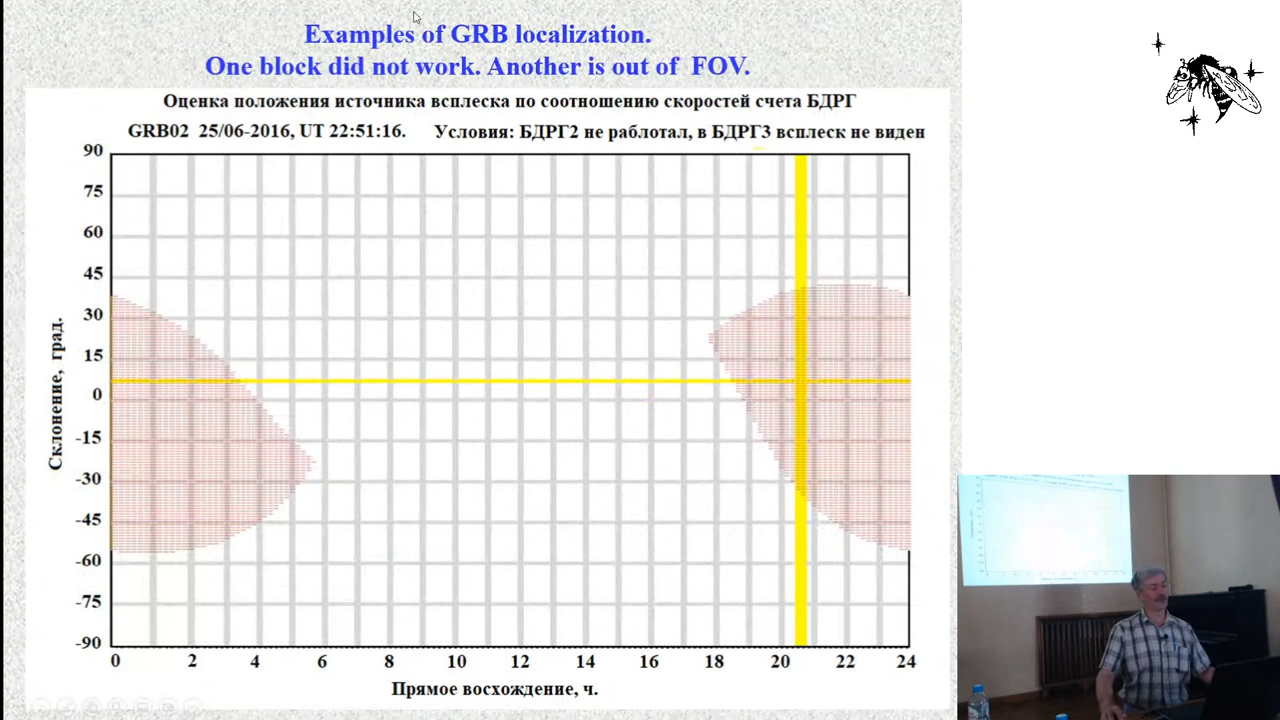 Examples of GRB localization.
One block did not work. Another is out of FOV.
Оценка положения источника всплеска по соотношению скоростей счета БДРГ
GRB02 25/06-2016, UT 22:51:16. Условия: БДРГ2 не раблотал, в БДРГ3 всплеск не виден
90
75
60
45
30
15
0
-15
-30
-45
-60
-75
-90
Склонение, град.
0 2 4 6 8 10 12 14 16 18 20 22 24
Прямое восхождение, ч.